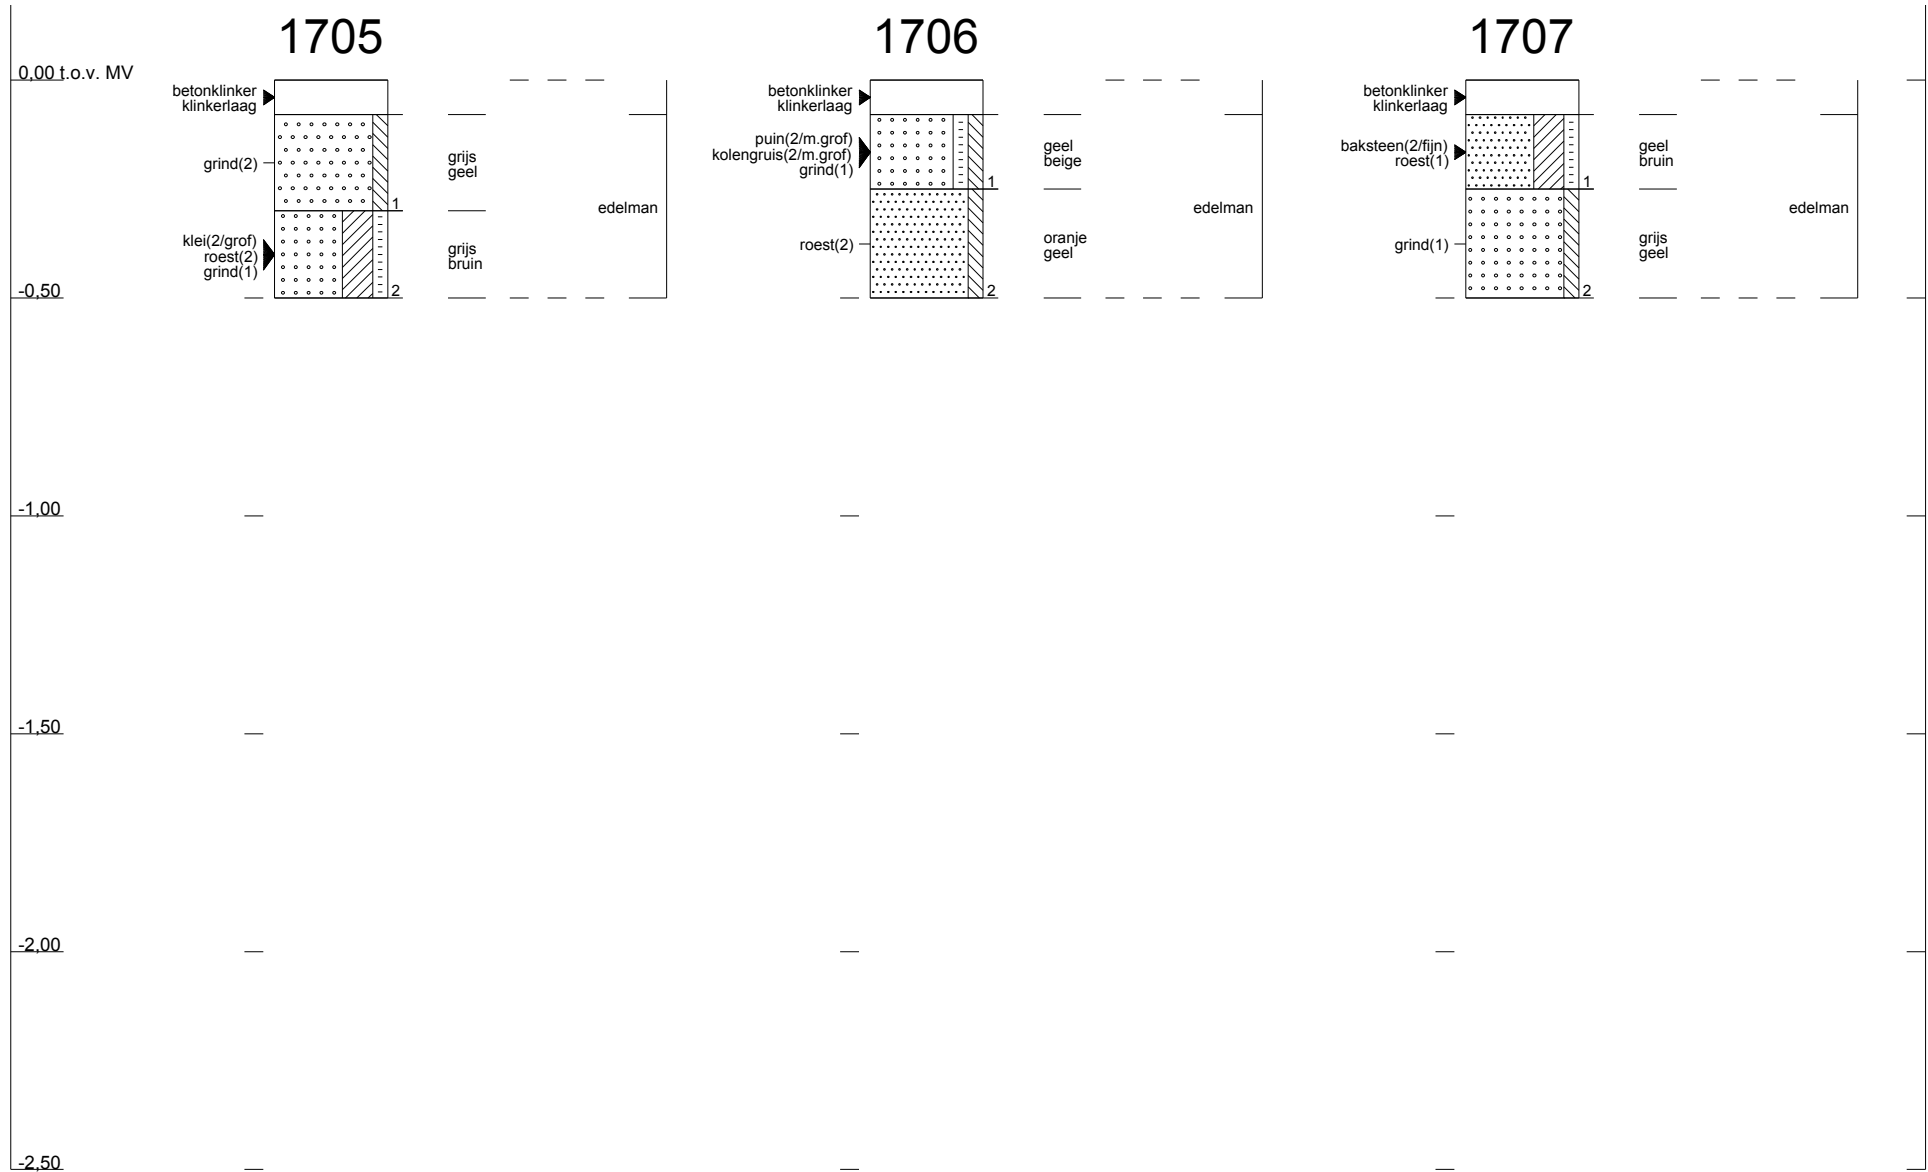 1705
1706
1707
0,00 t.o.v. MV
betonklinker
klinkerlaag
grind(2)
grijs
geel
1
klei(2/grof)
roest(2)
grind(1)
grijs
bruin
2
edelman
betonklinker
klinkerlaag
puin(2/m.grof)
kolengruis(2/m.grof)
grind(1)
geel
beige
1
roest(2)
oranje
geel
2
edelman
betonklinker
klinkerlaag
baksteen(2/fijn)
roest(1)
geel
bruin
1
grind(1)
grijs
geel
2
edelman
-0,50
-1,00
-1,50
-2,00
-2,50